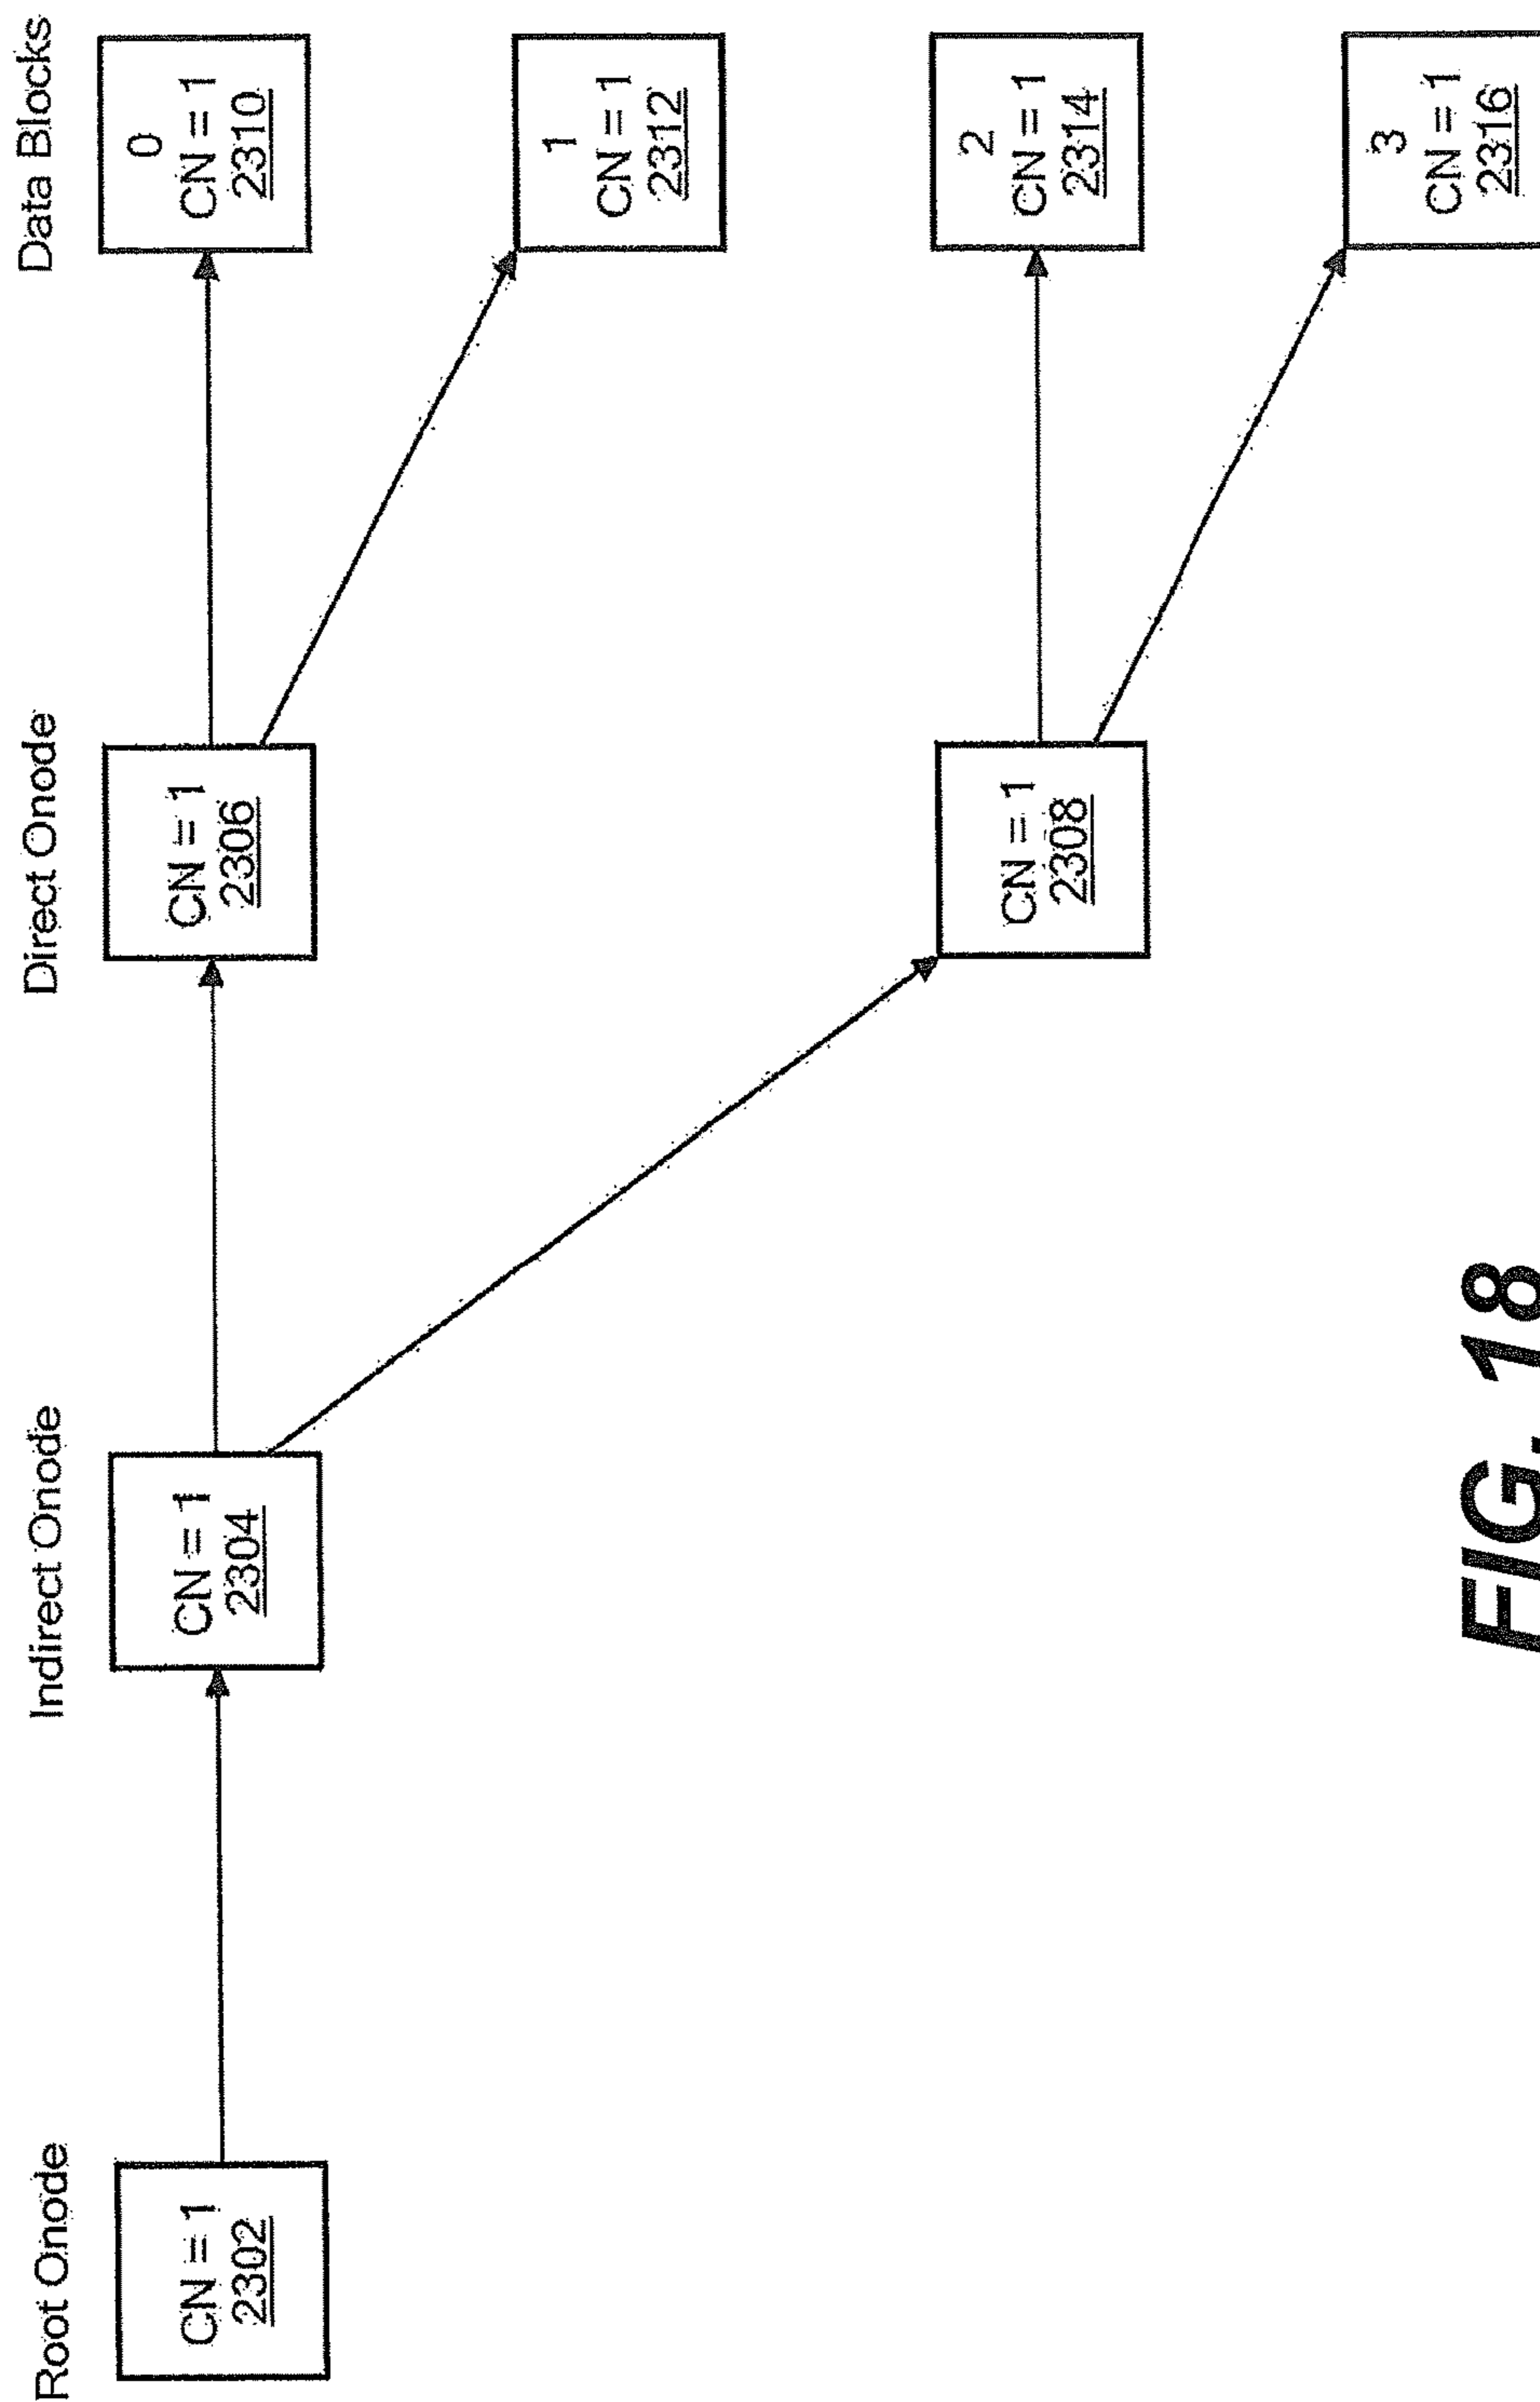 Root Onode
Indirect Onode
Direct Onode
Data Blocks
CN = 1
2302
CN = 1
2304
CN = 1
2306
0
CN = 1
2310
1
CN = 1
2312
CN = 1
2308
2
CN = 1
2314
3
CN = 1
2316
FIG. 18